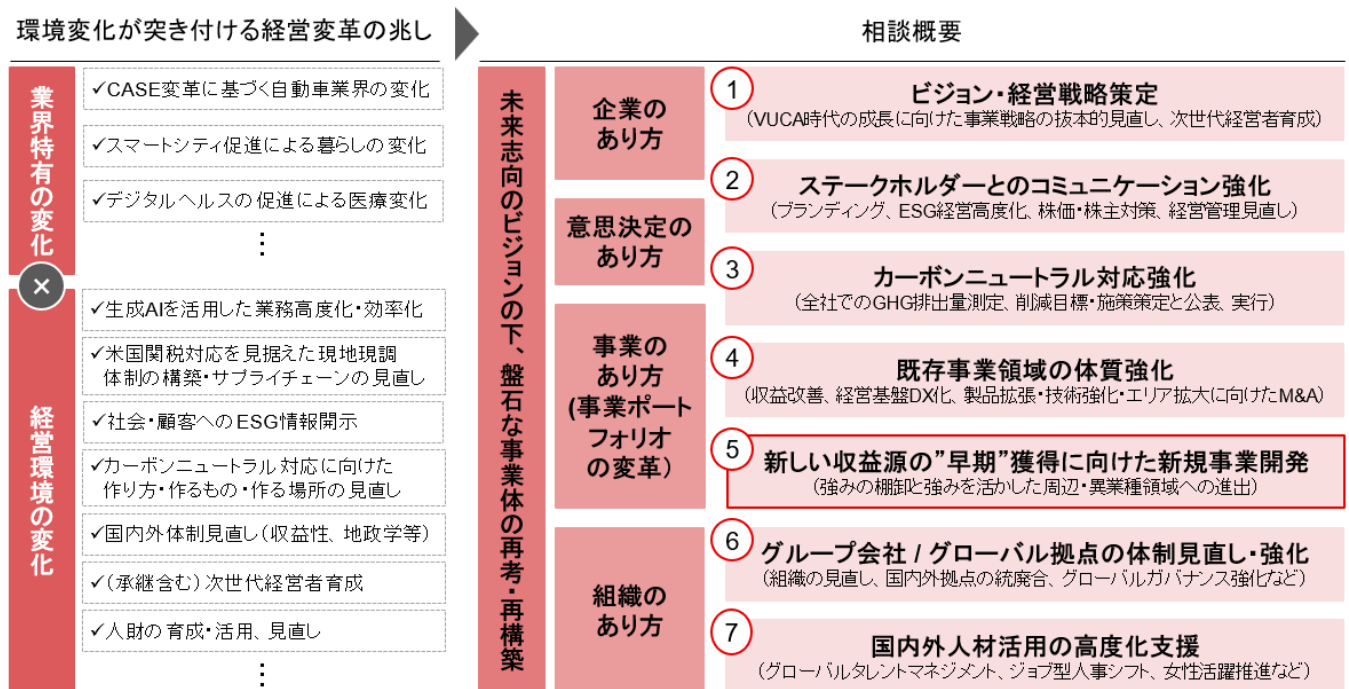 環境変化が突き付ける経営変革の兆し
相談概要
業界特有の変化
✓CASE変革に基づく自動車業界の変化
✓スマートシティ促進による暮らしの変化
✓デジタルヘルスの促進による医療変化
⋮
×
経営環境の変化
✓生成AIを活用した業務高度化・効率化
✓米国関税対応を見据えた現地現調
体制の構築・サプライチェーンの見直し
✓社会・顧客へのESG情報開示
✓カーボンニュートラル対応に向けた
作り方・作るもの・作る場所の見直し
✓国内外体制見直し（収益性、地政学等）
✓（承継含む）次世代経営者育成
✓人財の育成・活用、見直し
⋮
未来志向のビジョンの下、盤石な事業体の再考・再構築
企業の
あり方
意思決定の
あり方
事業の
あり方
(事業ポート
フォリオ
の変革）
組織の
あり方
1
ビジョン・経営戦略策定
（VUCA時代の成長に向けた事業戦略の抜本的見直し、次世代経営者育成）
2
ステークホルダーとのコミュニケーション強化
（ブランディング、ESG経営高度化、株価・株主対策、経営管理見直し）
3
カーボンニュートラル対応強化
（全社でのGHG排出量測定、削減目標・施策策定と公表、実行）
4
既存事業領域の体質強化
（収益改善、経営基盤DX化、製品拡張・技術強化・エリア拡大に向けたM&A）
5
新しい収益源の”早期”獲得に向けた新規事業開発
（強みの棚卸と強みを活かした周辺・異業種領域への進出）
6
グループ会社 / グローバル拠点の体制見直し・強化
（組織の見直し、国内外拠点の統廃合、グローバルガバナンス強化など）
7
国内外人材活用の高度化支援
（グローバルタレントマネジメント、ジョブ型人事シフト、女性活躍推進など）